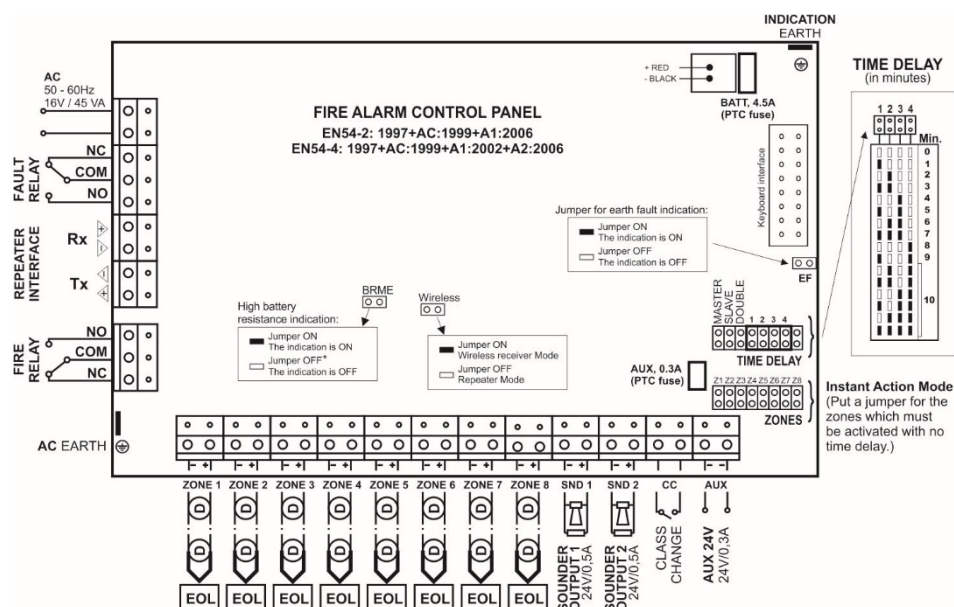 INDICATION
EARTH
AC
50 - 60Hz
16V / 45 VA
+ RED
- BLACK
BATT, 4.5A
(PTC fuse)
TIME DELAY
(in minutes)
1 2 3 4
Min.
0
1
2
3
4
5
6
7
8
9
10
FIRE ALARM CONTROL PANEL
EN54-2: 1997+AC:1999+A1:2006
EN54-4: 1997+AC:1999+A1:2002+A2:2006
FAULT
RELAY
NC
COM
NO
Keyboard interface
Jumper for earth fault indication:
Jumper ON
The indication is ON
Jumper OFF
The indication is OFF
EF
REPEATER
INTERFACE
Rx
+
-
Tx
-
+
BRME
Wireless
High battery
resistance indication:
Jumper ON
The indication is ON
Jumper OFF*
The indication is OFF
Jumper ON
Wireless receiver Mode
Jumper OFF
Repeater Mode
MASTER
SLAVE
DOUBLE
1 2 3 4
TIME DELAY
FIRE
RELAY
NO
COM
NC
AUX, 0.3A
(PTC fuse)
Z1 Z2 Z3 Z4 Z5 Z6 Z7 Z8
ZONES
Instant Action Mode
(Put a jumper for the
zones which must
be activated with no
time delay.)
AC EARTH
- + - + - + - + - + - + - + - + - + - + - -
ZONE 1 ZONE 2 ZONE 3 ZONE 4 ZONE 5 ZONE 6 ZONE 7 ZONE 8 SND 1 SND 2 CC AUX
D D D D D D D D
D D D D D D D D
EOL EOL EOL EOL EOL EOL EOL EOL
SOUNDER
OUTPUT 1
24V/0,5A
SOUNDER
OUTPUT 2
24V/0,5A
CLASS
CHANGE
AUX 24V
24V/0,3A